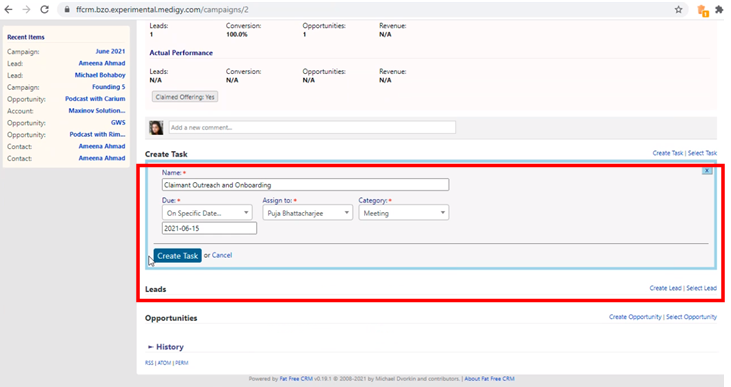 ffcrm.bzo.experimental.medigy.com/campaigns/2
Recent Items
Campaign: June 2021
Lead: Ameena Ahmad
Lead: Michael Bohaboy
Campaign: Founding 5
Opportunity: Podcast with Carium
Account: Maxinov Solution...
Opportunity: GWS
Opportunity: Podcast with Rim...
Contact: Ameena Ahmad
Contact: Ameena Ahmad
Leads: Conversion: Opportunities: Revenue:
1 100.0% 1 N/A
Actual Performance
Leads: Conversion: Opportunities: Revenue:
N/A N/A N/A N/A
Claimed Offering: Yes
Add a new comment...
Create Task Create Task | Select Task
x
Name: *
Claimant Outreach and Onboarding
Due: * Assign to: * Category: *
On Specific Date... Puja Bhattacharjee Meeting
2021-06-15
Create Task or Cancel
Leads Create Lead | Select Lead
Opportunities Create Opportunity | Select Opportunity
► History
RSS | ATOM | PERM
Powered by Fat Free CRM v0.19.1 © 2008-2021 by Michael Dvorkin and contributors. | About Fat Free CRM